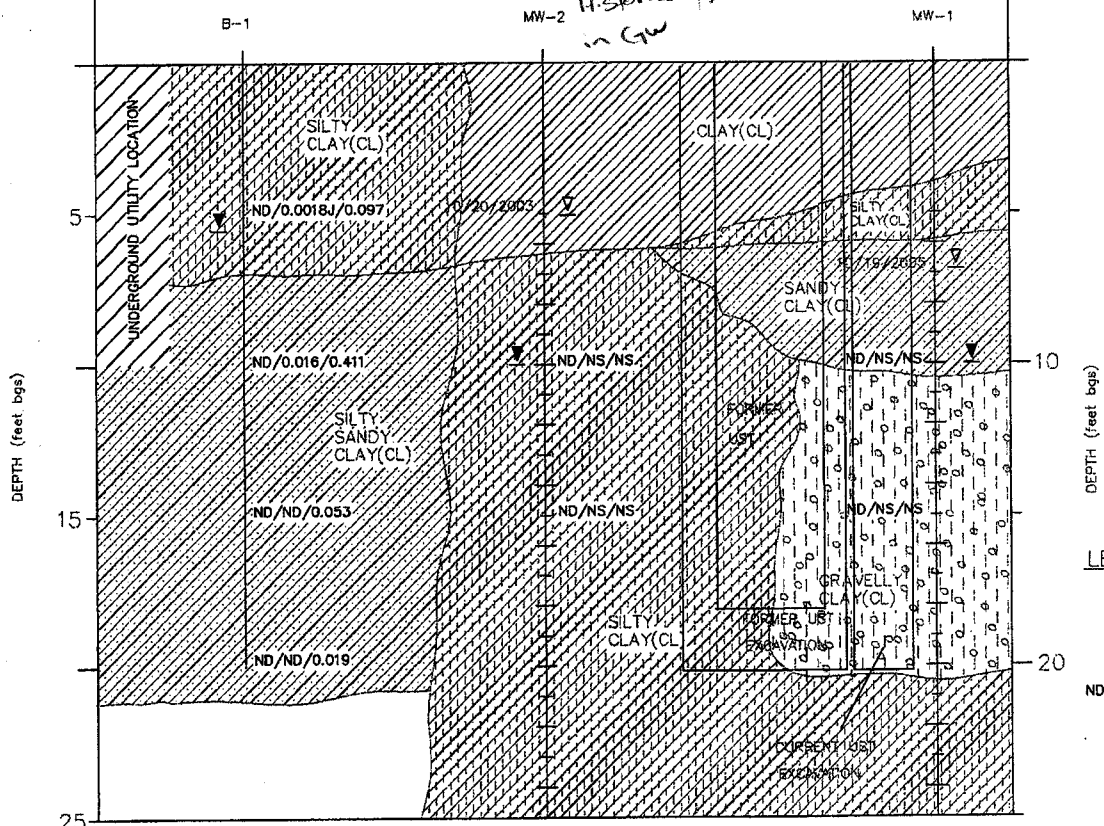 in GW
B-1
MW-2
MW-1
UNDERGROUND UTILITY LOCATION
SILTY
CLAY(CL)
CLAY(CL)
5
ND/0.0018J/0.097
/20/2003
SILTY
CLAY(CL)
/19/2005
SANDY
CLAY(CL)
ND/0.016/0.411
ND/NS/NS
ND/NS/NS
10
FORMER
UST
SILTY
SANDY
CLAY(CL)
DEPTH (feet bgs)
DEPTH (feet bgs)
15
ND/ND/0.053
ND/NS/NS
ND/NS/NS
GRAVELLY
CLAY(CL)
SILTY
CLAY(CL
FORMER UST
EXCAVATION
ND/ND/0.019
20
ND
CURRENT UST
EXCAVATION
25